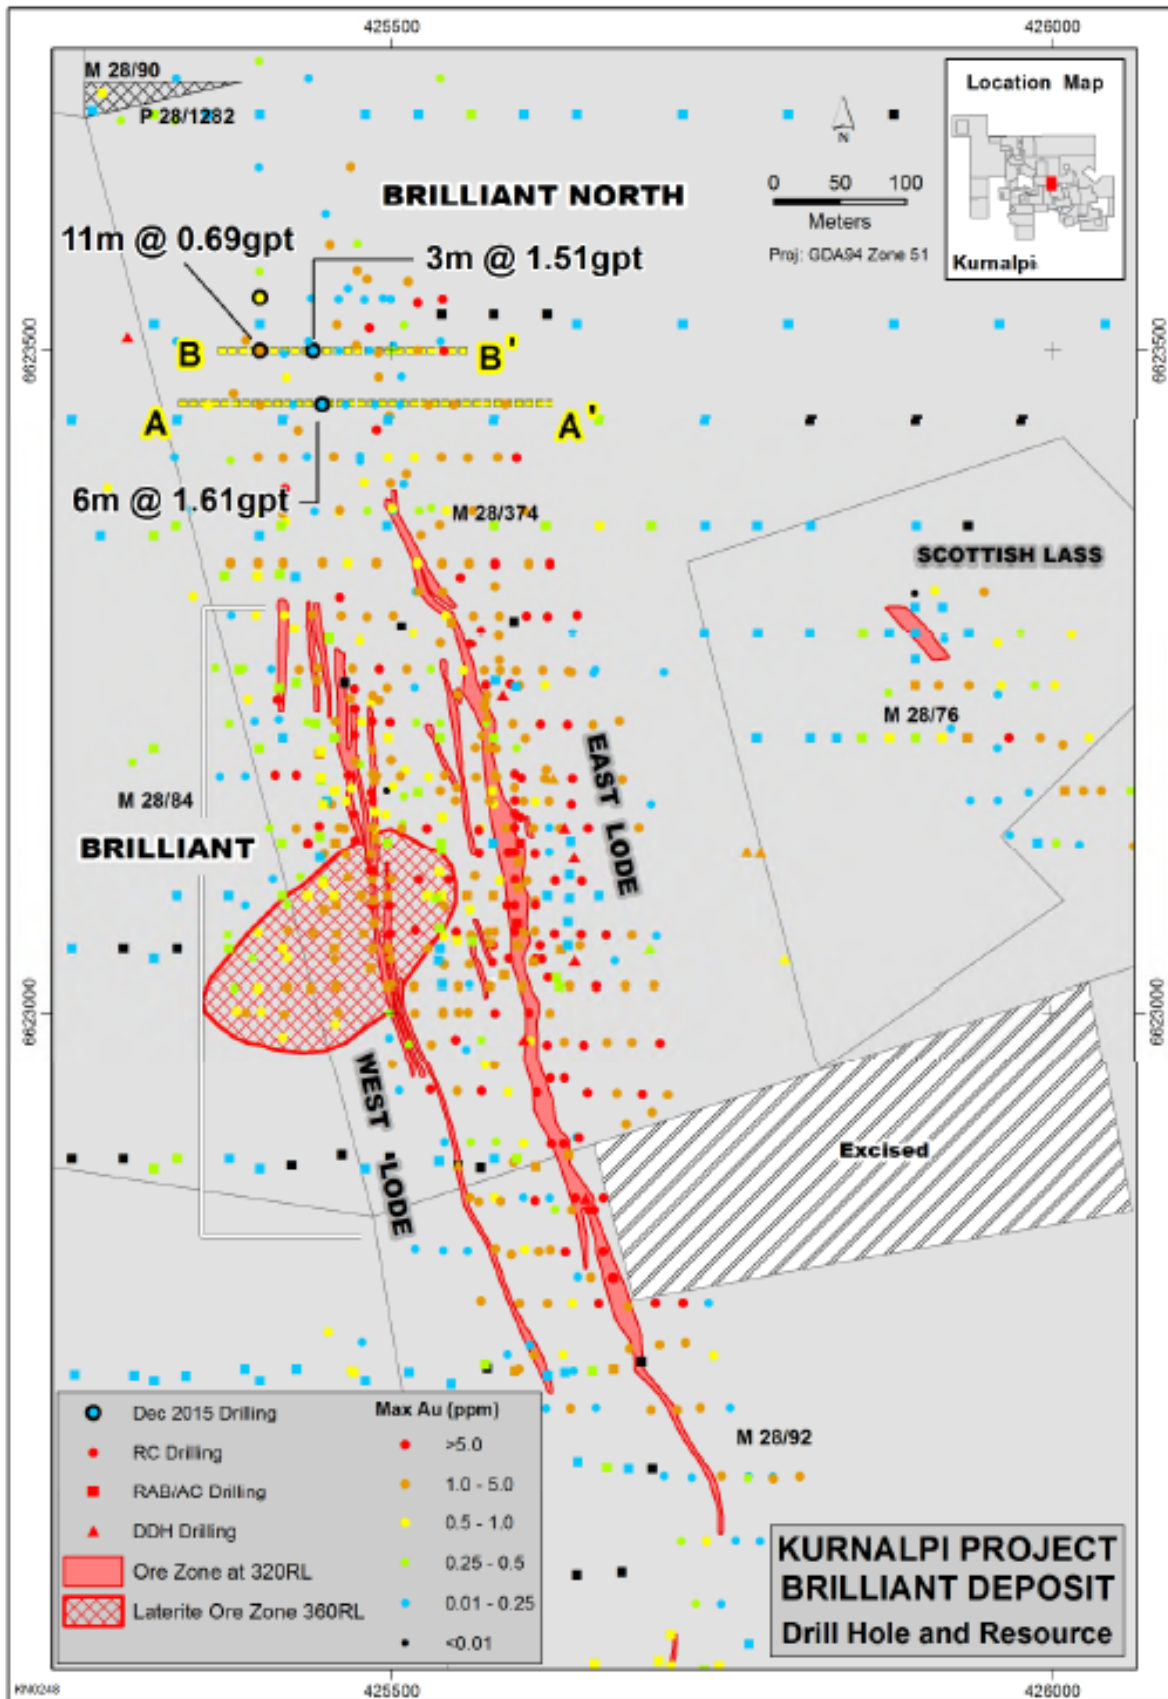 425500
426000
M 28/90
P 28/1282
Location Map
N
0 50 100
Meters
Proj: GDA94 Zone 51
Kurnalpi
BRILLIANT NORTH
11m @ 0.69gpt
3m @ 1.51gpt
6623500
6623500
B
B'
A
A'
6m @ 1.61gpt
M 28/374
SCOTTISH LASS
M 28/76
EAST LODE
M 28/84
BRILLIANT
6623000
6623000
WEST LODE
Excised
M 28/92
Dec 2015 Drilling
RC Drilling
RAB/AC Drilling
DDH Drilling
Ore Zone at 320RL
Laterite Ore Zone 360RL
Max Au (ppm)
>5.0
1.0 - 5.0
0.5 - 1.0
0.25 - 0.5
0.01 - 0.25
<0.01
KURNALPI PROJECT
BRILLIANT DEPOSIT
Drill Hole and Resource
KN0248
425500
426000